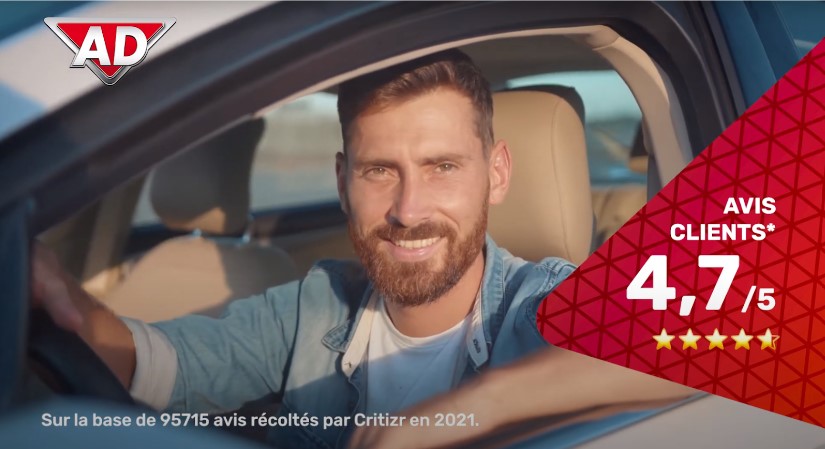 AD
AVIS
CLIENTS*
4,7/5
Sur la base de 95715 avis récoltés par Critizr en 2021.